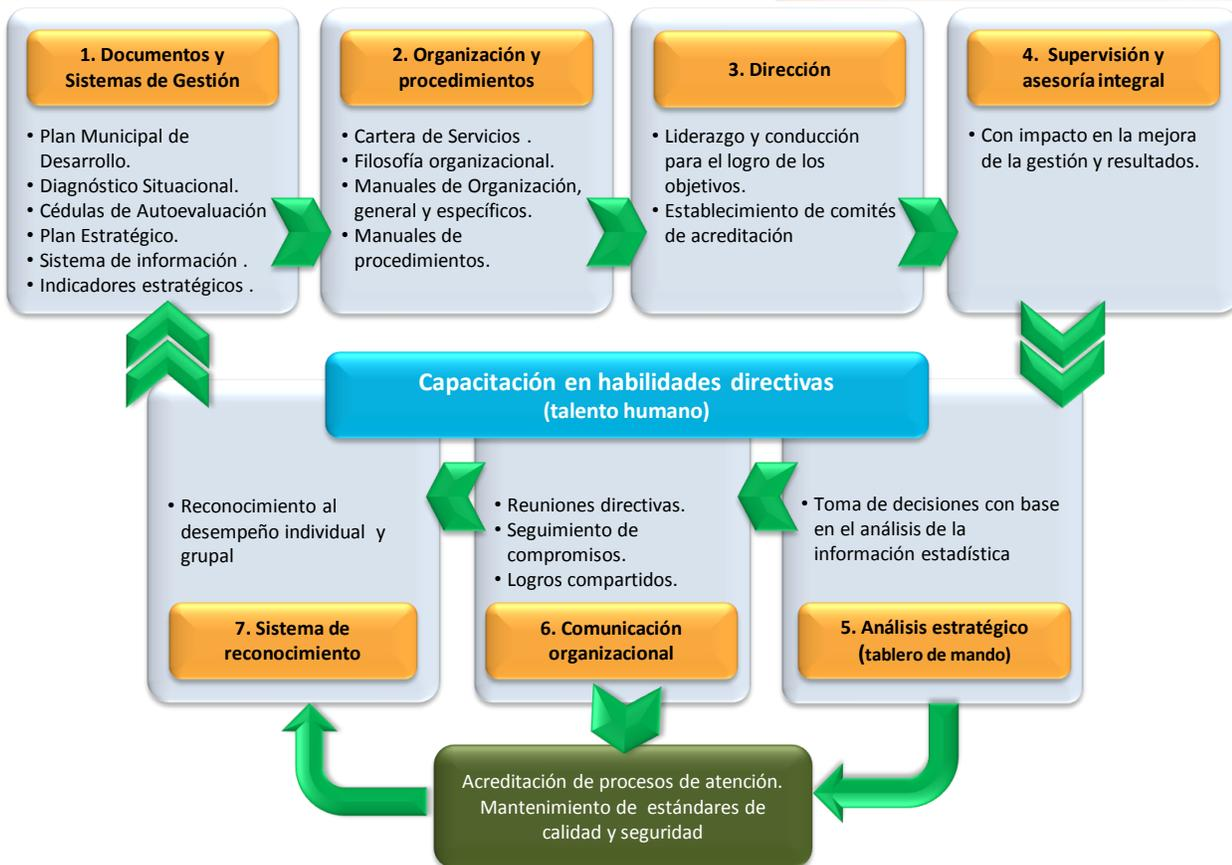 1. Documentos y
Sistemas de Gestión
• Plan Municipal de
Desarrollo.
• Diagnóstico Situacional.
• Cédulas de Autoevaluación
• Plan Estratégico.
• Sistema de información .
• Indicadores estratégicos .
2. Organización y
procedimientos
• Cartera de Servicios .
• Filosofía organizacional.
• Manuales de Organización,
general y específicos.
• Manuales de
procedimientos.
3. Dirección
• Liderazgo y conducción
para el logro de los
objetivos.
• Establecimiento de comités
de acreditación
4. Supervisión y
asesoría integral
• Con impacto en la mejora
de la gestión y resultados.
Capacitación en habilidades directivas
(talento humano)
• Toma de decisiones con base
en el análisis de la
información estadística
5. Análisis estratégico
(tablero de mando)
• Reuniones directivas.
• Seguimiento de
compromisos.
• Logros compartidos.
6. Comunicación
organizacional
• Reconocimiento al
desempeño individual y
grupal
7. Sistema de
reconocimiento
Acreditación de procesos de atención.
Mantenimiento de estándares de
calidad y seguridad